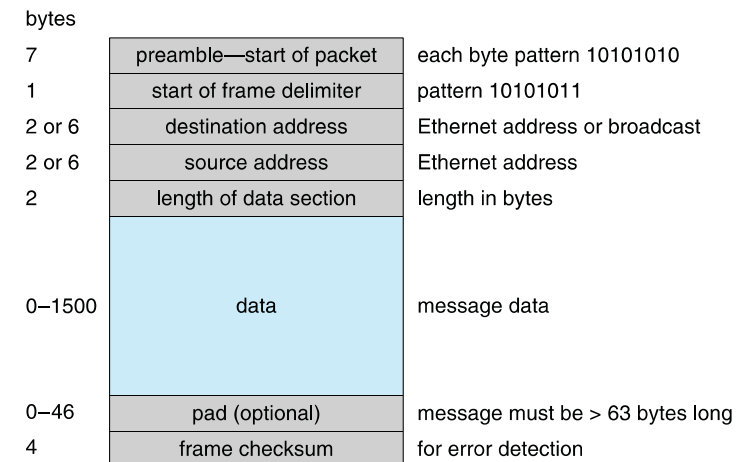 bytes
7 preamble—start of packet each byte pattern 10101010
1 start of frame delimiter pattern 10101011
2 or 6 destination address Ethernet address or broadcast
2 or 6 source address Ethernet address
2 length of data section length in bytes
0–1500 data message data
0–46 pad (optional) message must be > 63 bytes long
4 frame checksum for error detection